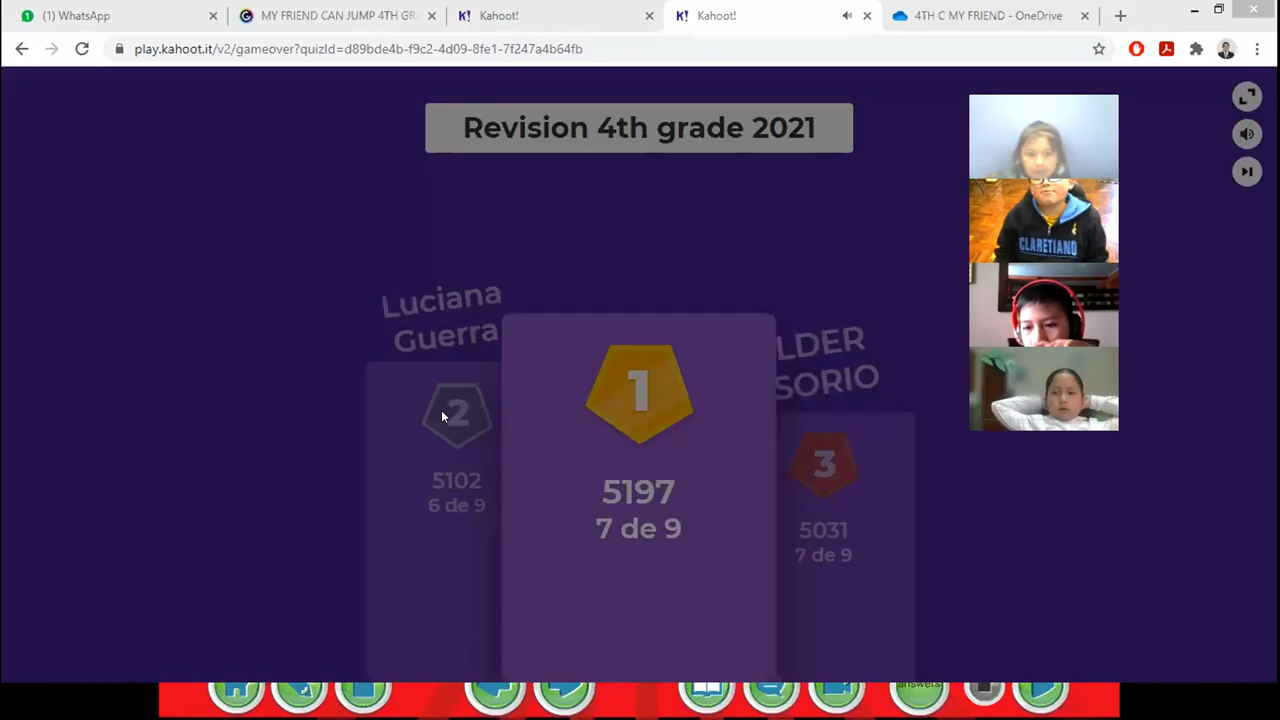 (1) WhatsApp
MY FRIEND CAN JUMP 4TH GR
Kahoot!
Kahoot!
4TH C MY FRIEND - OneDrive
play.kahoot.it/v2/gameover?quizId=d89bde4b-f9c2-4d09-8fe1-7f247a4b64fb
Revision 4th grade 2021
Luciana
Guerra
LDER
SORIO
1
2
3
5197
7 de 9
5102
6 de 9
5031
7 de 9
CLARETIANO
answers